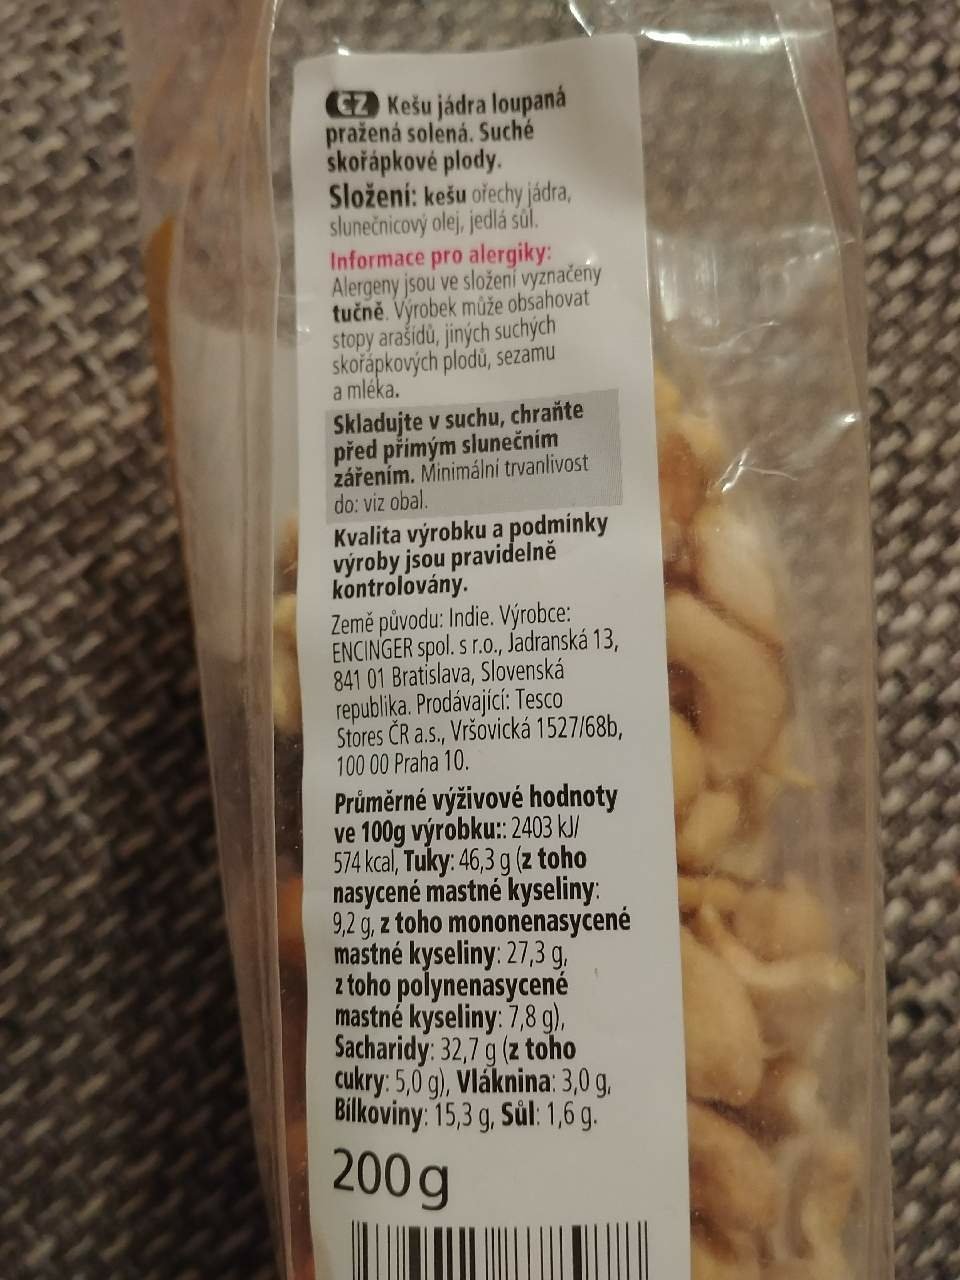 CZ Kešu jádra loupaná
pražená solená. Suché
skořápkové plody.
Složení: kešu ořechy jádra,
slunečnicový olej, jedlá sůl.
Informace pro alergiky:
Alergeny jsou ve složení vyznačeny
tučně. Výrobek může obsahovat
stopy arašídů, jiných suchých
skořápkových plodů, sezamu
a mléka.
Skladujte v suchu, chraňte
před přímým slunečním
zářením. Minimální trvanlivost
do: viz obal.
Kvalita výrobku a podmínky
výroby jsou pravidelně
kontrolovány.
Země původu: Indie. Výrobce:
ENCINGER spol. s r.o., Jadranská 13,
841 01 Bratislava, Slovenská
republika. Prodávající: Tesco
Stores ČR a.s., Vršovická 1527/68b,
100 00 Praha 10.
Průměrné výživové hodnoty
ve 100g výrobku:: 2403 kJ/
574 kcal, Tuky: 46,3 g (z toho
nasycené mastné kyseliny:
9,2 g, z toho mononenasycené
mastné kyseliny: 27,3 g,
z toho polynenasycené
mastné kyseliny: 7,8 g),
Sacharidy: 32,7 g (z toho
cukry: 5,0 g), Vláknina: 3,0 g,
Bílkoviny: 15,3 g, Sůl: 1,6 g.
200 g